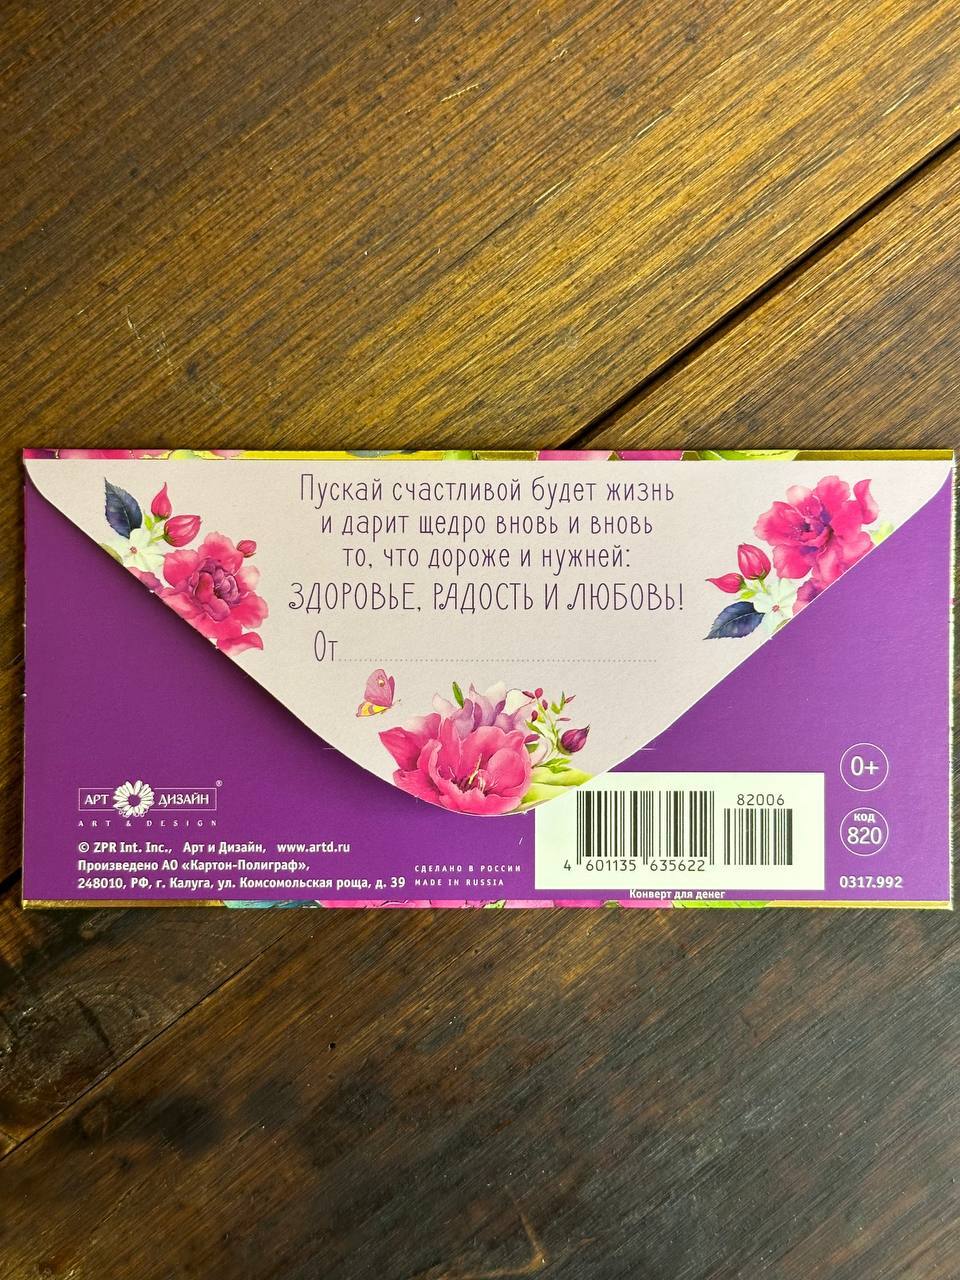 Пускай счастливой будет жизнь
и дарит щедро вновь и вновь
то, что дороже и нужней:
ЗДОРОВЬЕ, РАДОСТЬ И ЛЮБОВЬ!
От
АРТ ДИЗАЙН ®
ART & DESIGN
© ZPR Int. Inc., Арт и Дизайн, www.artd.ru
Произведено АО «Картон-Полиграф»,
248010, РФ, г. Калуга, ул. Комсомольская роща, д. 39
СДЕЛАНО В РОССИИ
MADE IN RUSSIA
82006
4 601135 635622
Конверт для денег
0+
код
820
0317.992